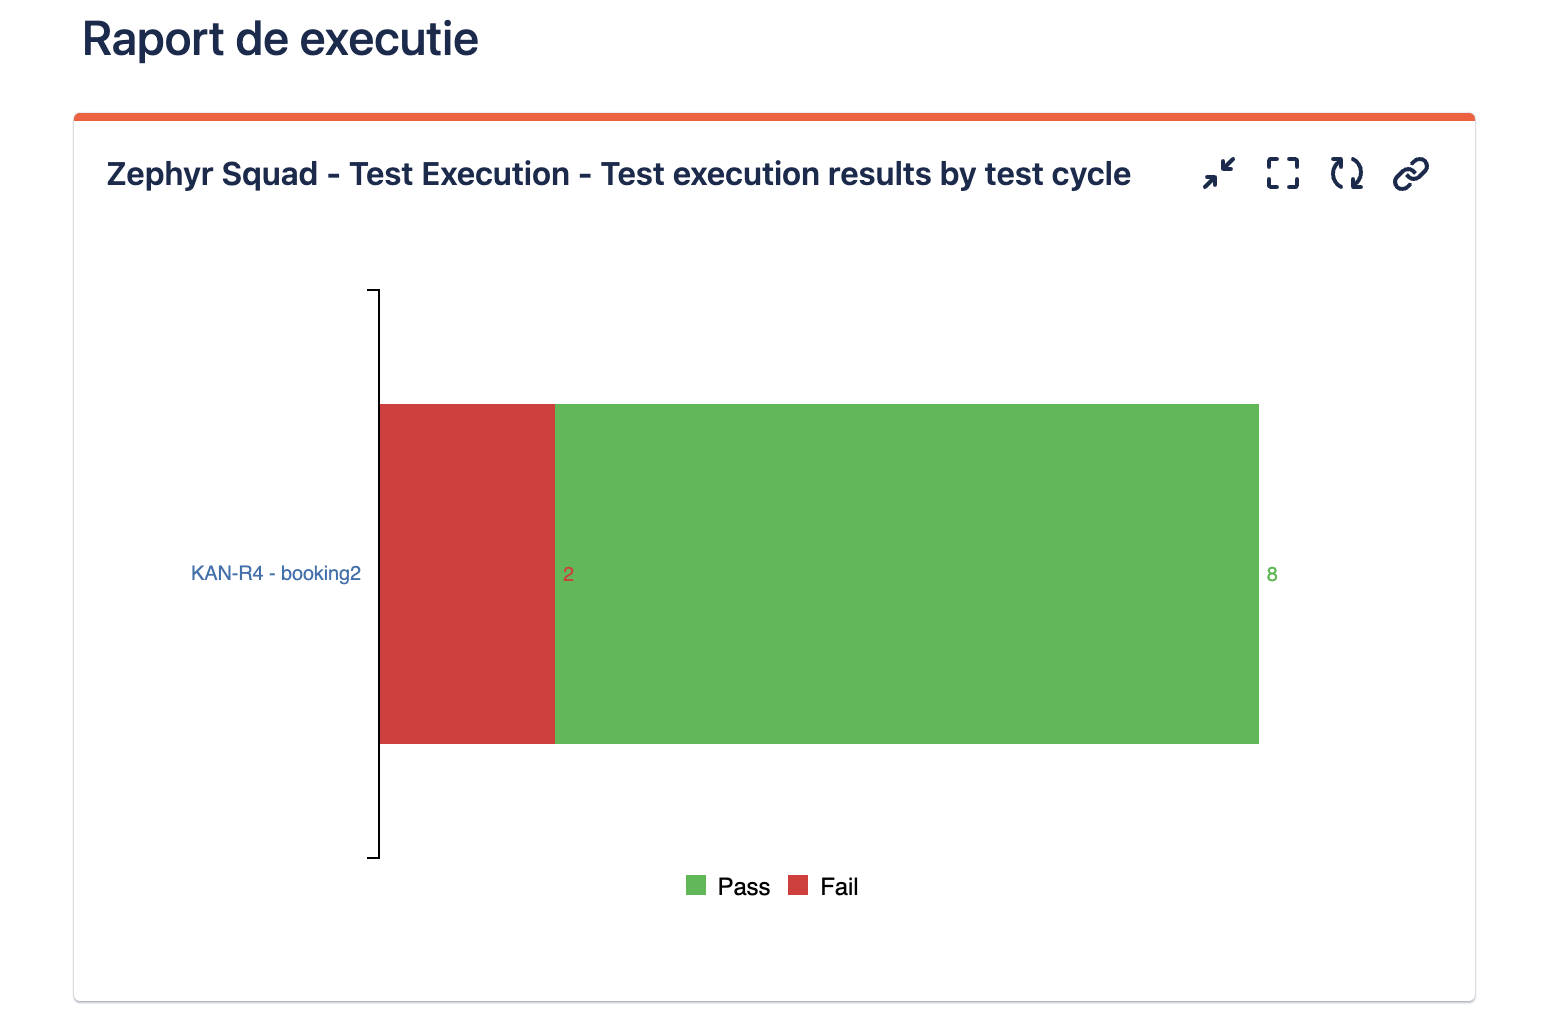 Raport de executie
Zephyr Squad - Test Execution - Test execution results by test cycle
KAN-R4 - booking2
2
8
Pass
Fail